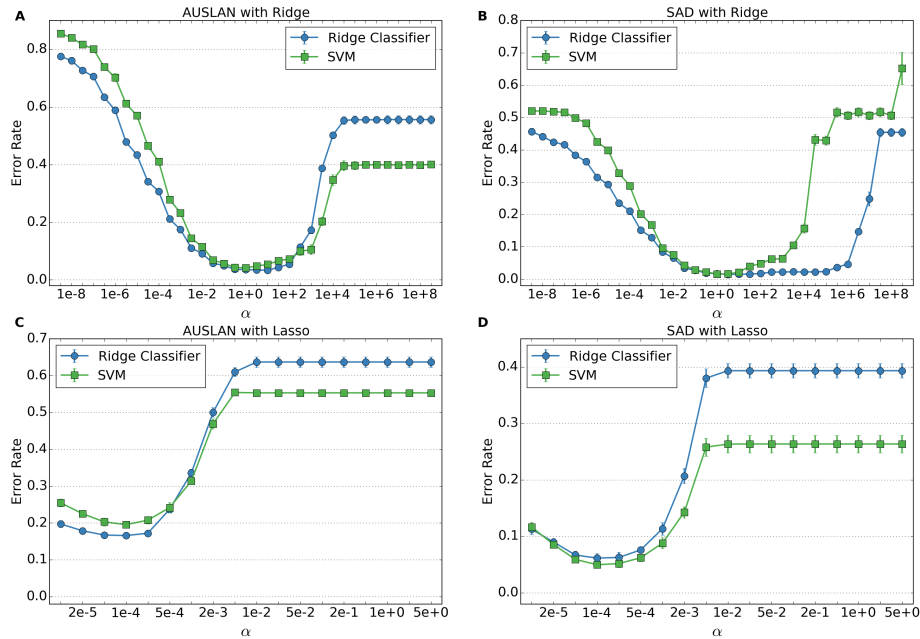 A
AUSLAN with Ridge
Ridge Classifier
SVM
Error Rate
0.8
0.6
0.4
0.2
0.0
1e-8 1e-6 1e-4 1e-2 1e+0 1e+2 1e+4 1e+6 1e+8
α
B
SAD with Ridge
Ridge Classifier
SVM
Error Rate
0.8
0.7
0.6
0.5
0.4
0.3
0.2
0.1
0.0
1e-8 1e-6 1e-4 1e-2 1e+0 1e+2 1e+4 1e+6 1e+8
α
C
AUSLAN with Lasso
Ridge Classifier
SVM
Error Rate
0.7
0.6
0.5
0.4
0.3
0.2
0.1
0.0
2e-5 1e-4 5e-4 2e-3 1e-2 5e-2 2e-1 1e+0 5e+0
α
D
SAD with Lasso
Ridge Classifier
SVM
Error Rate
0.4
0.3
0.2
0.1
0.0
2e-5 1e-4 5e-4 2e-3 1e-2 5e-2 2e-1 1e+0 5e+0
α